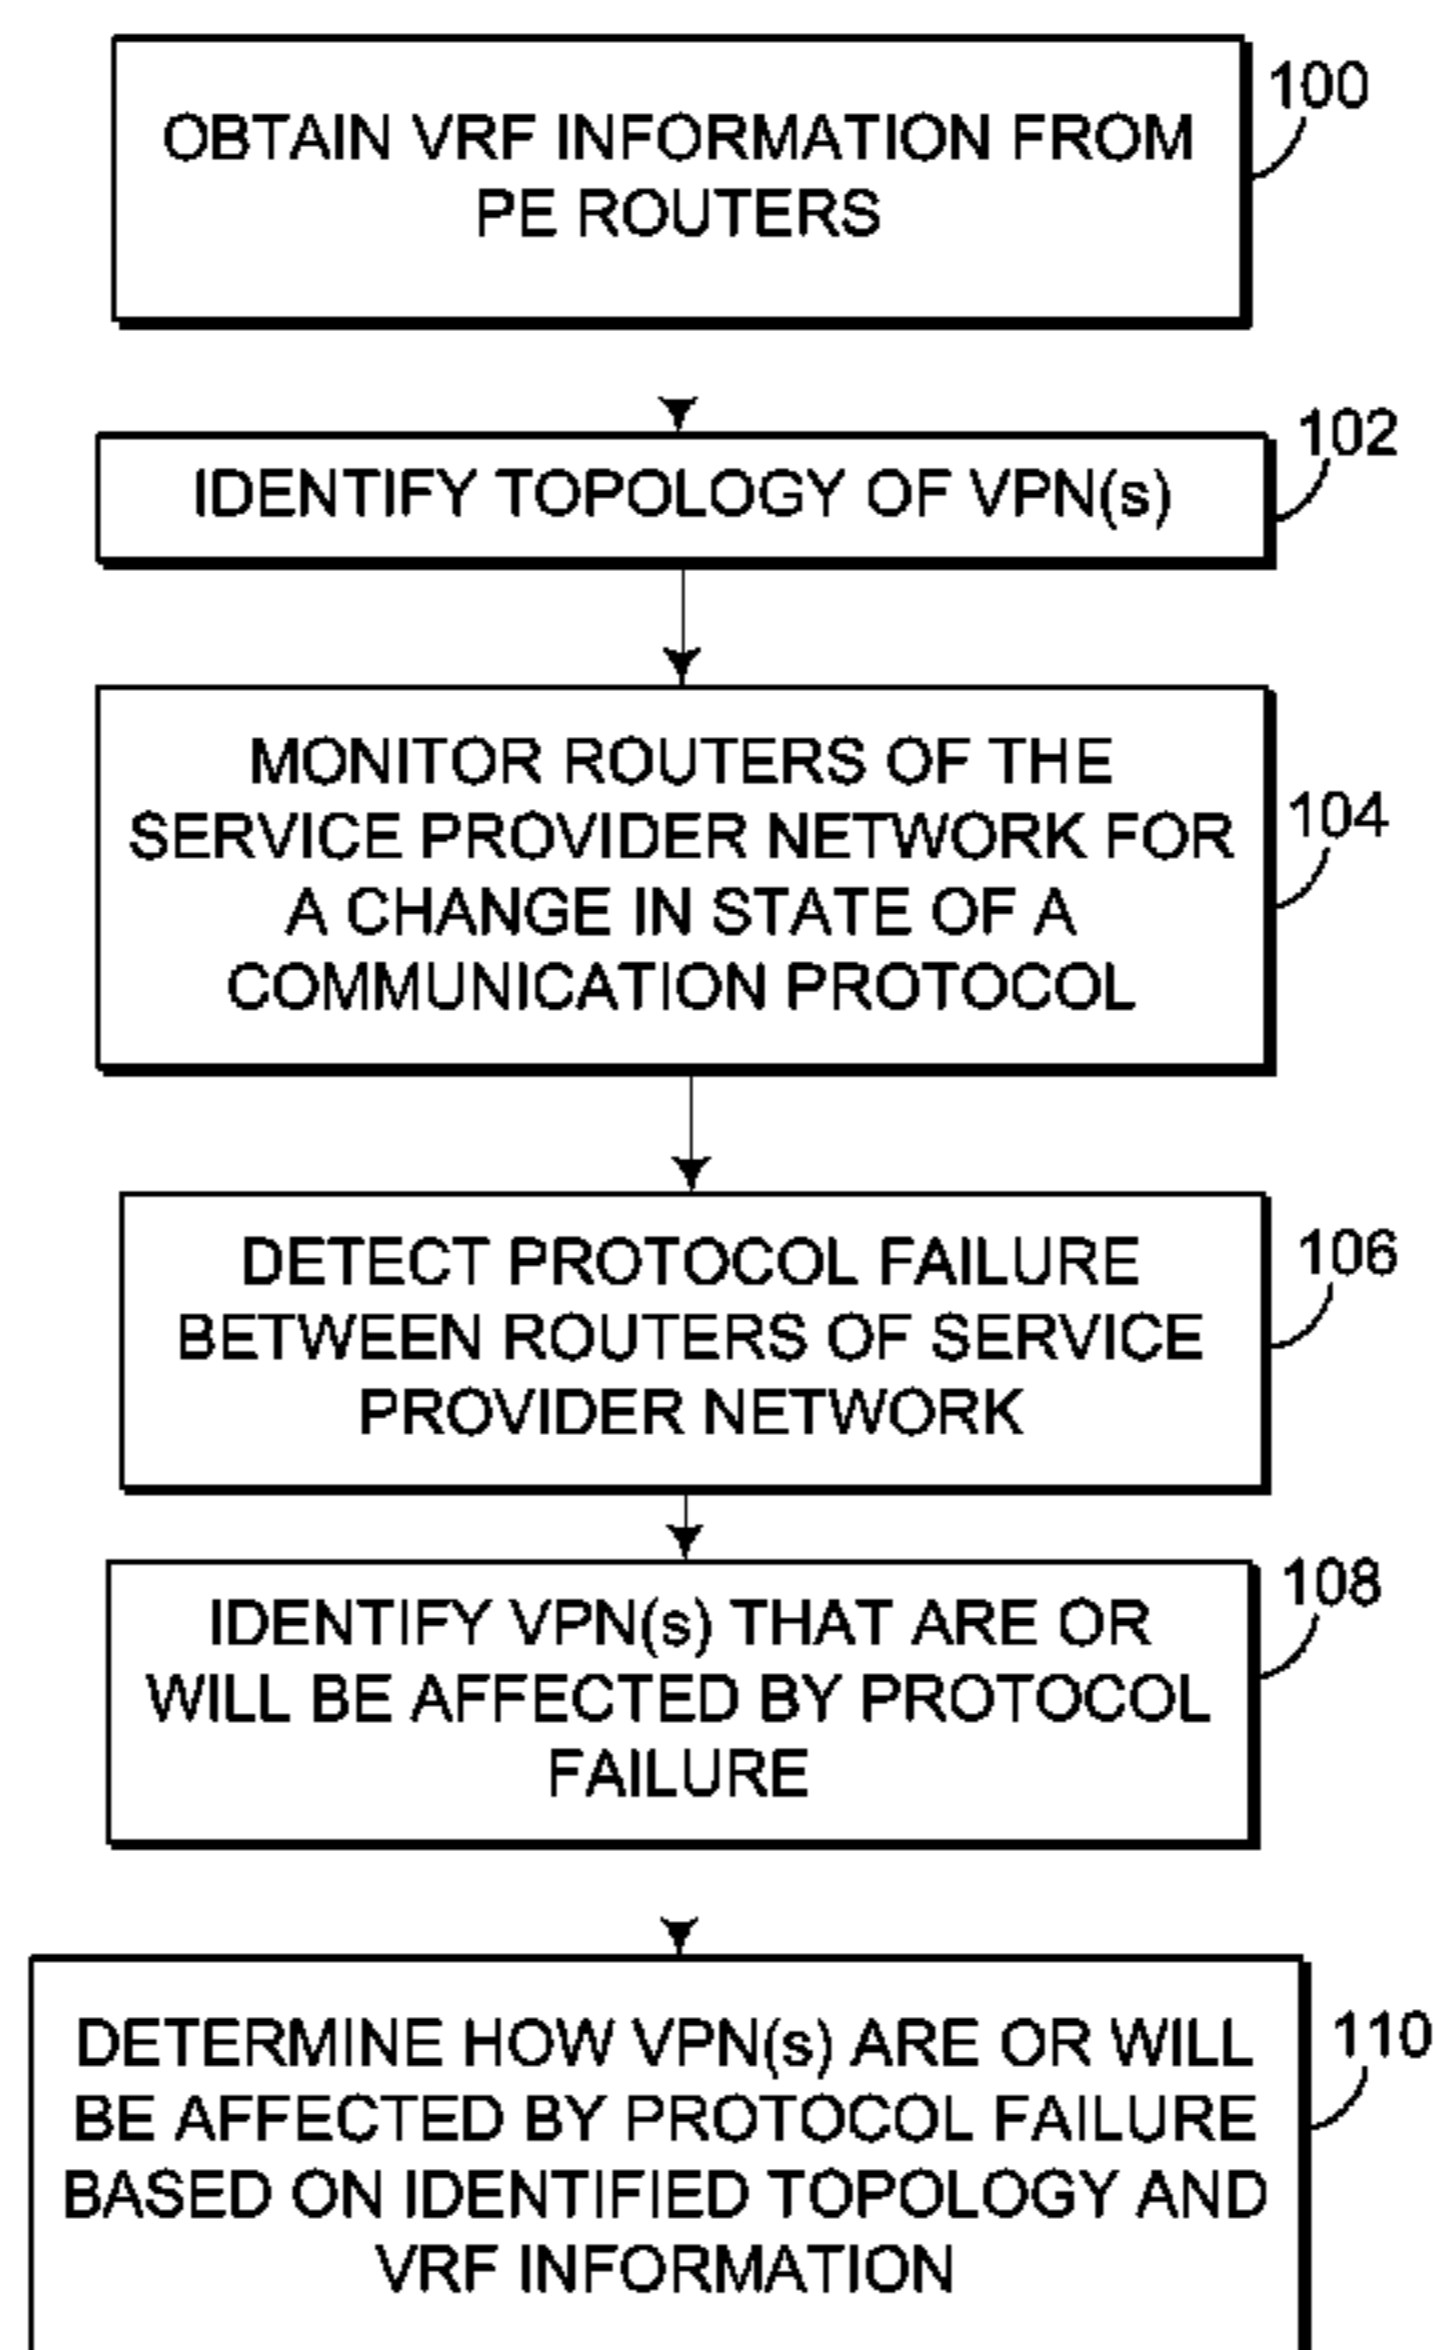 100
OBTAIN VRF INFORMATION FROM
PE ROUTERS
102
IDENTIFY TOPOLOGY OF VPN(s)
MONITOR ROUTERS OF THE
SERVICE PROVIDER NETWORK FOR
104
A CHANGE IN STATE OF A
COMMUNICATION PROTOCOL
DETECT PROTOCOL FAILURE
106
BETWEEN ROUTERS OF SERVICE
PROVIDER NETWORK
108
IDENTIFY VPN(s) THAT ARE OR
WILL BE AFFECTED BY PROTOCOL
FAILURE
DETERMINE HOW VPN(s) ARE OR WILL
110
BE AFFECTED BY PROTOCOL FAILURE
BASED ON IDENTIFIED TOPOLOGY AND
VRF INFORMATION